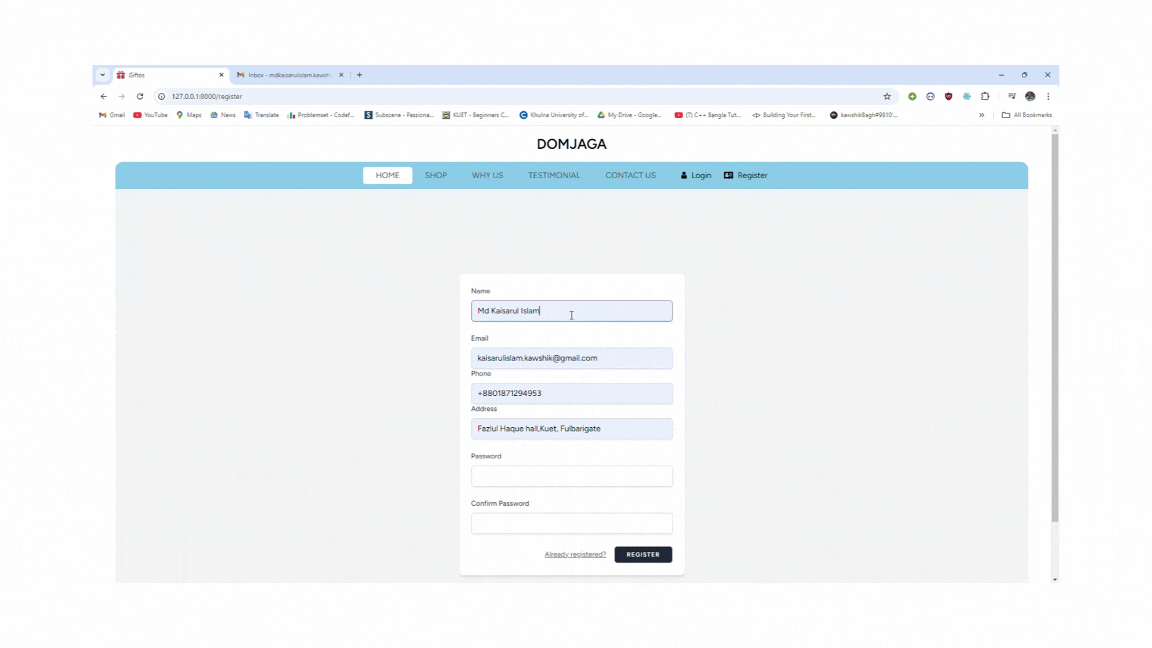 Giftos
Inbox - mdkaisarulislam.kawshi
127.0.0.1:8000/register
Gmail YouTube Maps News Translate Problemset - Codef... Subscene - Passiona... KUET - Beginners C... Khulna University of... My Drive - Google... (7) C++ Bangla Tut... Building Your First... kawshik8agh#9810'... » All Bookmarks
DOMJAGA
HOME SHOP WHY US TESTIMONIAL CONTACT US Login Register
Name
Md Kaisarul Islam
Email
kaisarulislam.kawshik@gmail.com
Phone
+8801871294953
Address
Fazlul Haque hall,Kuet, Fulbarigate
Password
Confirm Password
Already registered? REGISTER